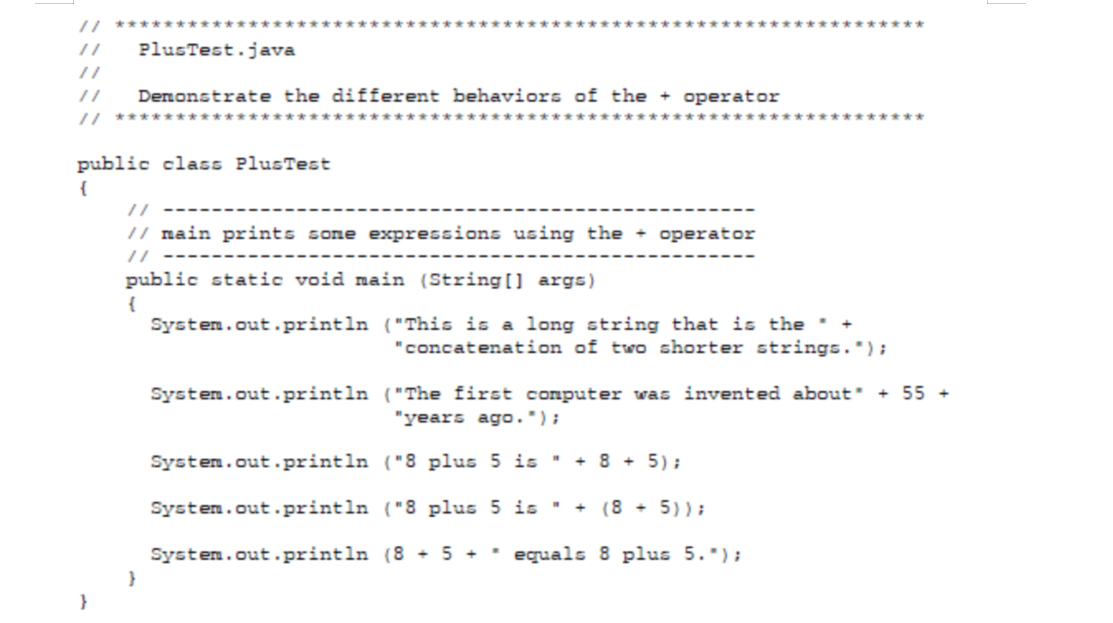 // *******************************************************************
//   PlusTest.java
//
//   Demonstrate the different behaviors of the + operator
// *******************************************************************
public class PlusTest
{
    // -------------------------------------------------
    // main prints some expressions using the + operator
    // -------------------------------------------------
    public static void main (String[] args)
    {
      System.out.println ("This is a long string that is the " +
                          "concatenation of two shorter strings.");
      System.out.println ("The first computer was invented about" + 55 +
                          "years ago.");
      System.out.println ("8 plus 5 is " + 8 + 5);
      System.out.println ("8 plus 5 is " + (8 + 5));
      System.out.println (8 + 5 + " equals 8 plus 5.");
    }
}